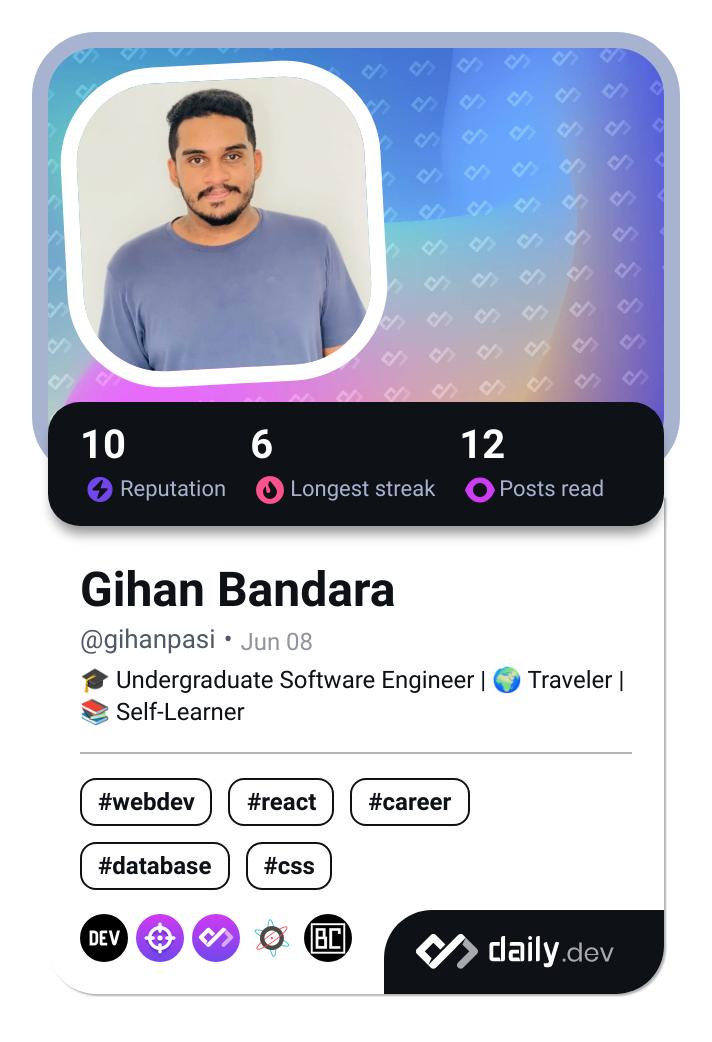 10 6 12
Reputation Longest streak Posts read
Gihan Bandara
@gihanpasi • Jun 08
🎓 Undergraduate Software Engineer | 🌍 Traveler |
📚 Self-Learner
#webdev #react #career
#database #css
DEV BC daily.dev